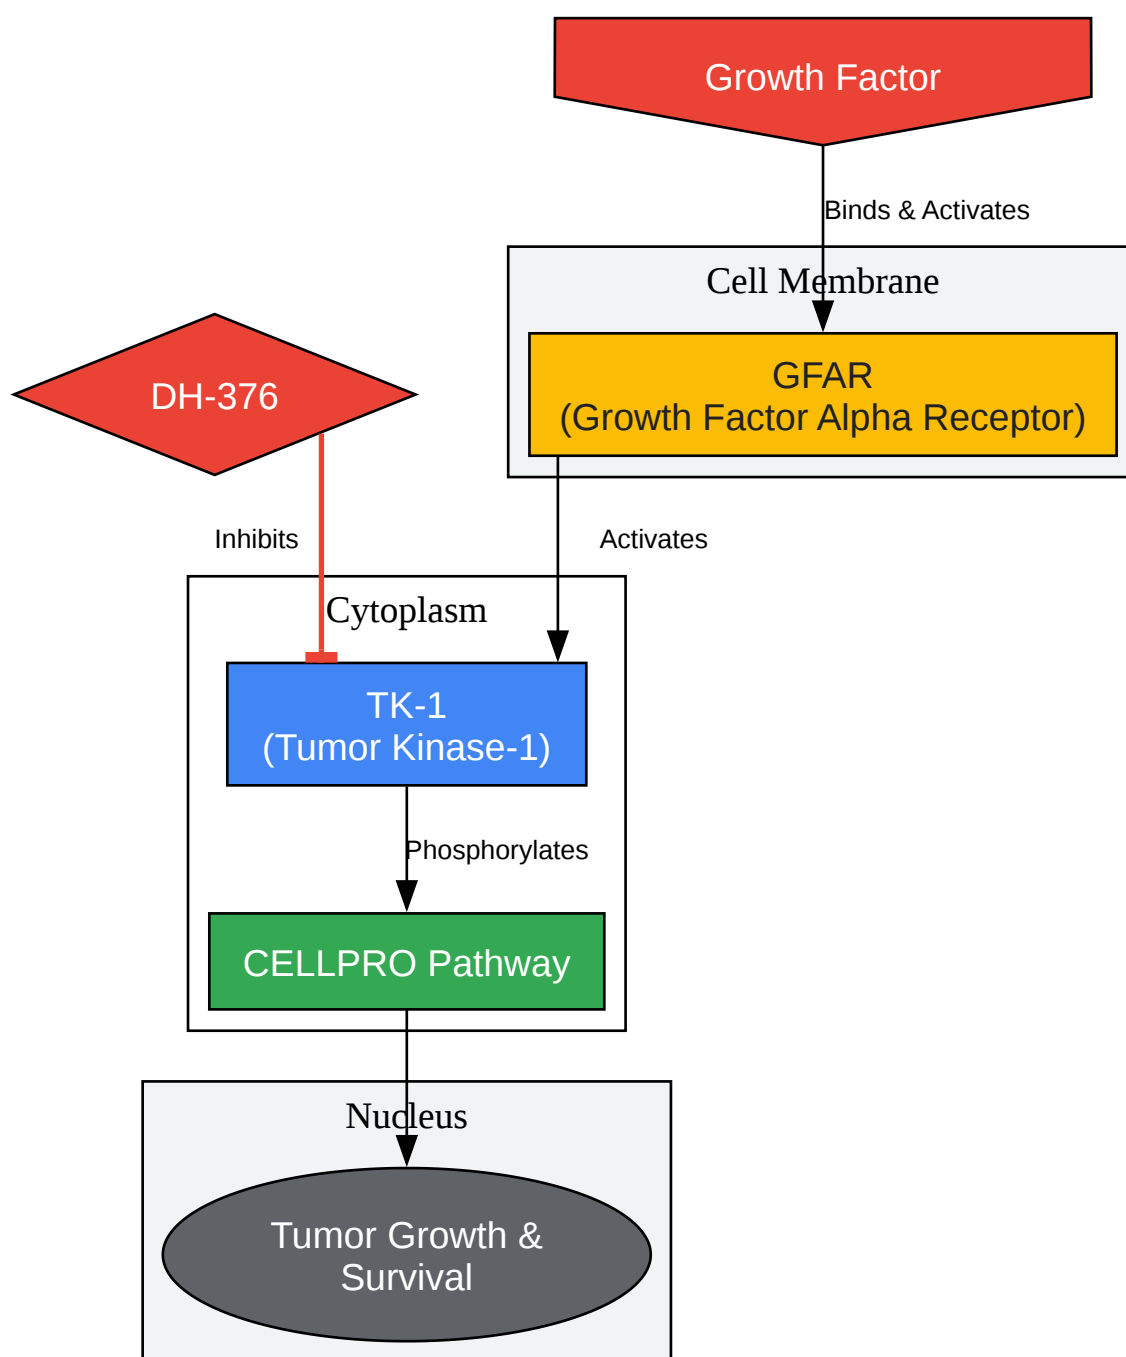 Growth Factor
Binds & Activates
Cell Membrane
GFAR
(Growth Factor Alpha Receptor)
DH-376
Inhibits
Activates
Cytoplasm
TK-1
(Tumor Kinase-1)
Phosphorylates
CELLPRO Pathway
Nucleus
Tumor Growth &
Survival